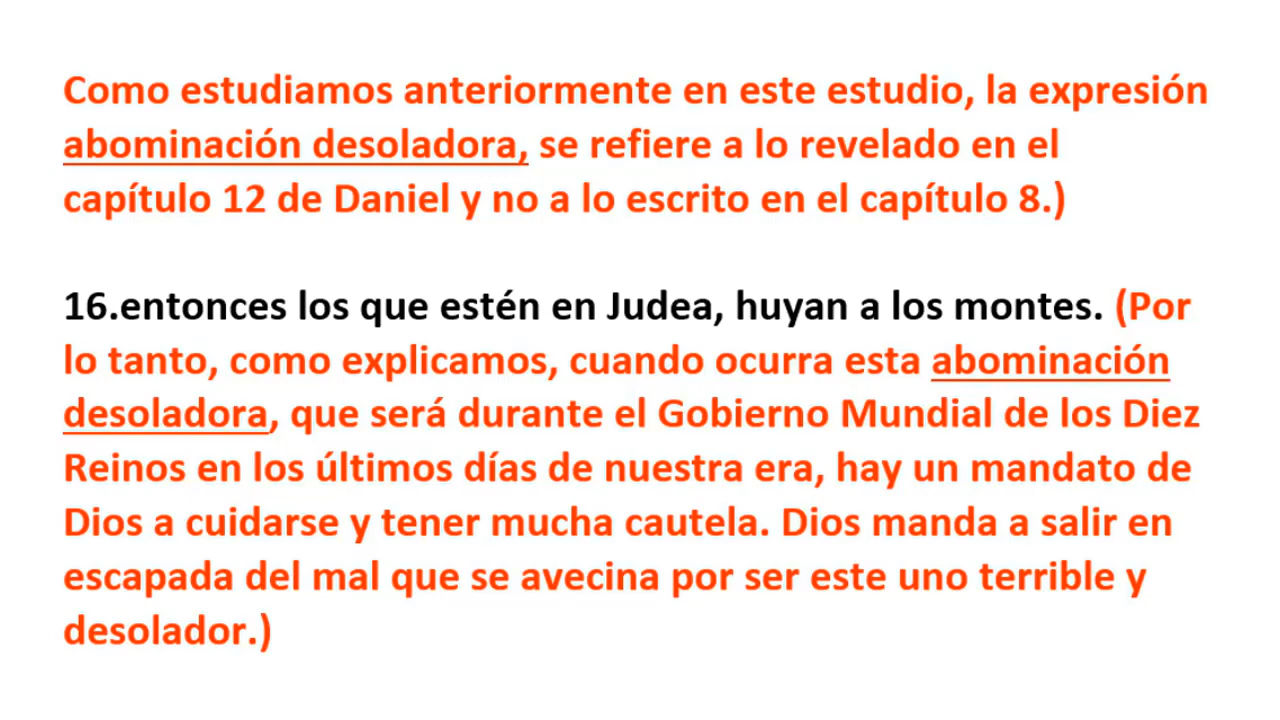 Como estudiamos anteriormente en este estudio, la expresión
abominación desoladora, se refiere a lo revelado en el
capítulo 12 de Daniel y no a lo escrito en el capítulo 8.)
16.entonces los que estén en Judea, huyan a los montes. (Por
lo tanto, como explicamos, cuando ocurra esta abominación
desoladora, que será durante el Gobierno Mundial de los Diez
Reinos en los últimos días de nuestra era, hay un mandato de
Dios a cuidarse y tener mucha cautela. Dios manda a salir en
escapada del mal que se avecina por ser este uno terrible y
desolador.)